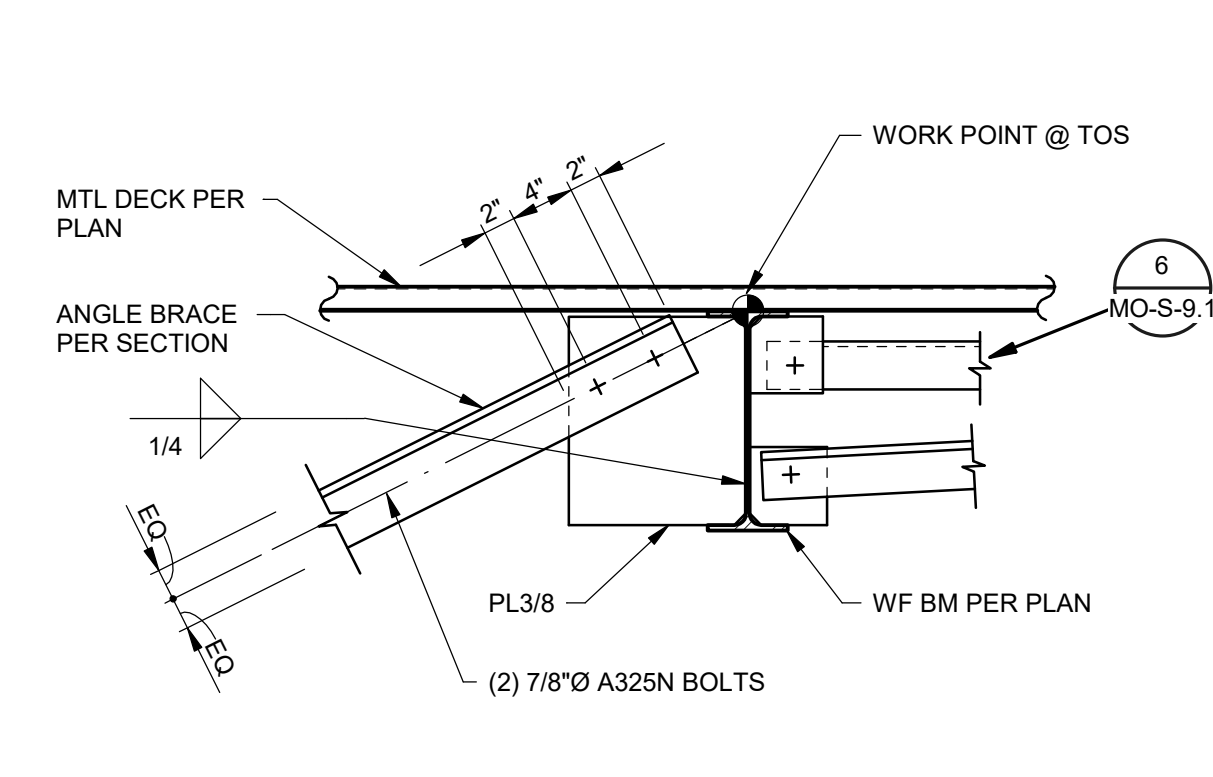 WORK POINT @ TOS
MTL DECK PER
PLAN
2"
4"
2"
6
MO-S-9.1
ANGLE BRACE
PER SECTION
1/4
EQ
EQ
PL3/8
WF BM PER PLAN
(2) 7/8"Ø A325N BOLTS